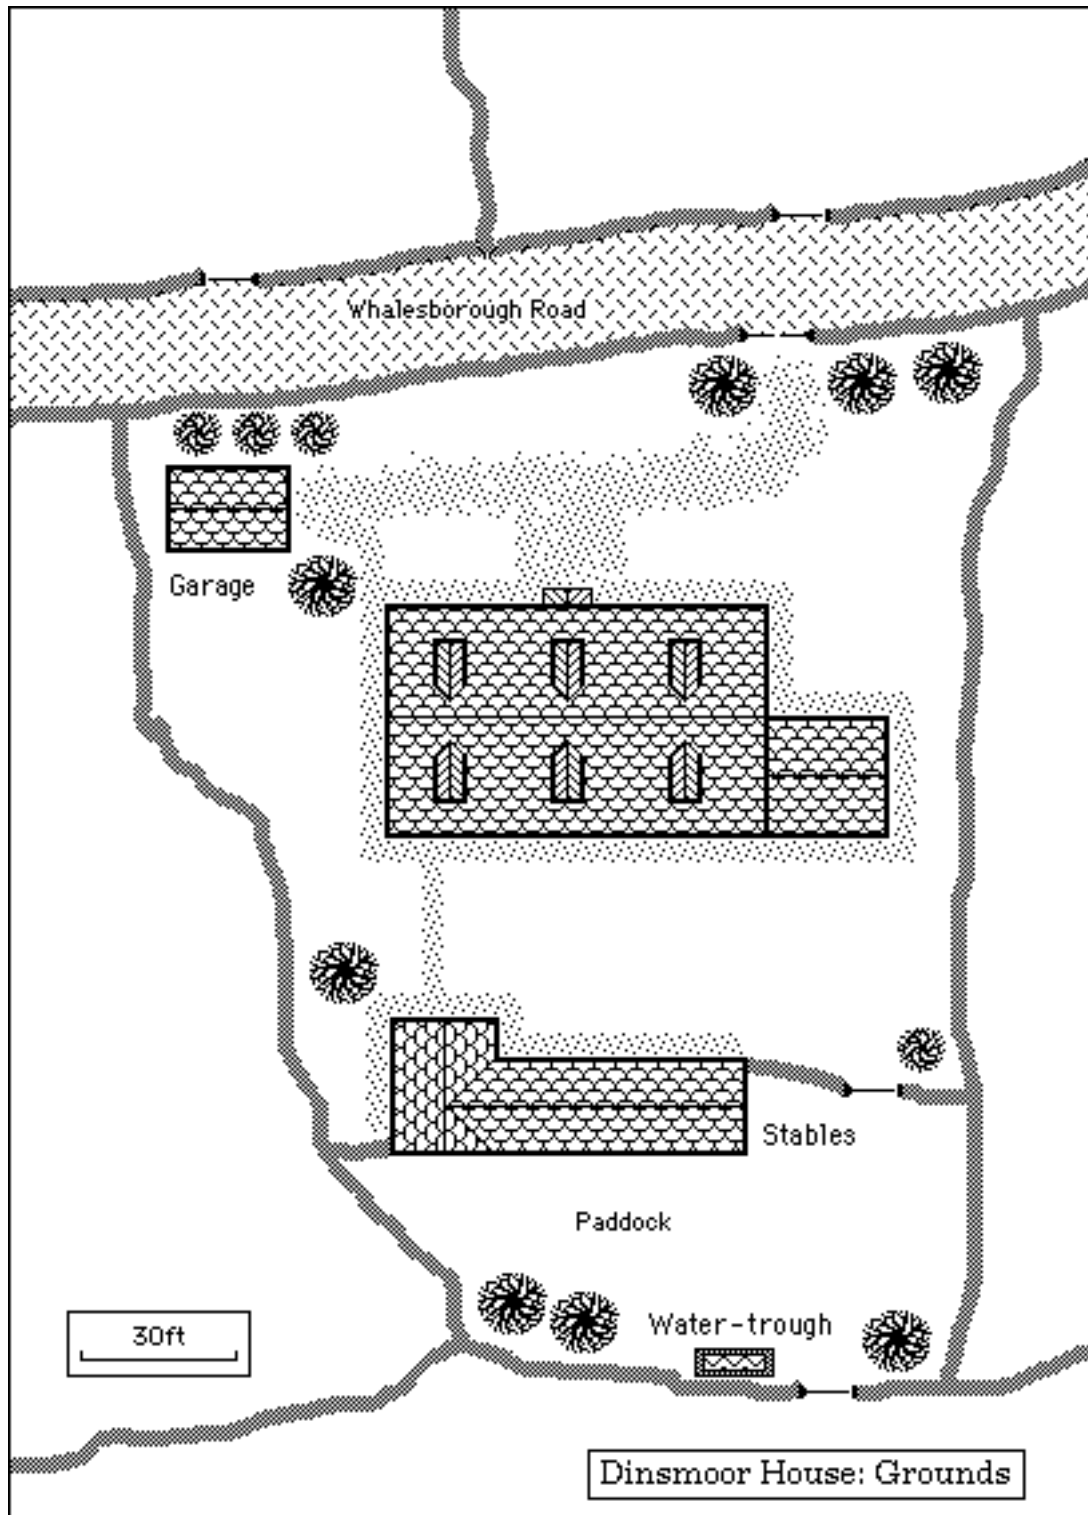 Whalesborough Road
Garage
Stables
Paddock
Water-trough
30ft
Dinsmoor House: Grounds